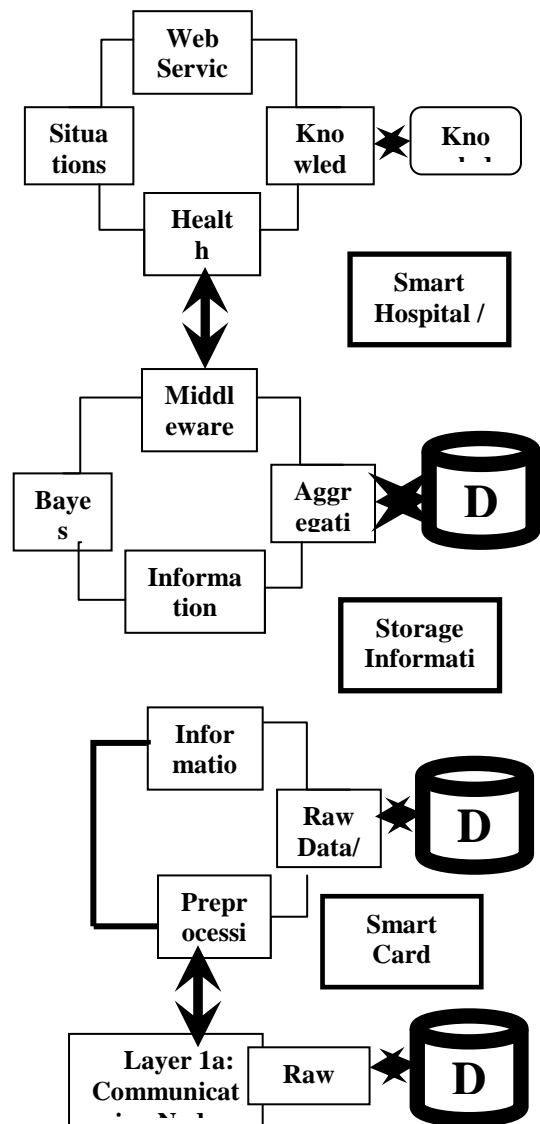 Web
Servic
Situa
tions
Kno
wled
Kno
Healt
h
Smart
Hospital /
Middl
eware
Baye
s
Aggr
egati
D
Informa
tion
Storage
Informati
Infor
matio
Raw
Data/
D
Prepr
ocessi
Smart
Card
Layer 1a:
Communicat
Raw
D